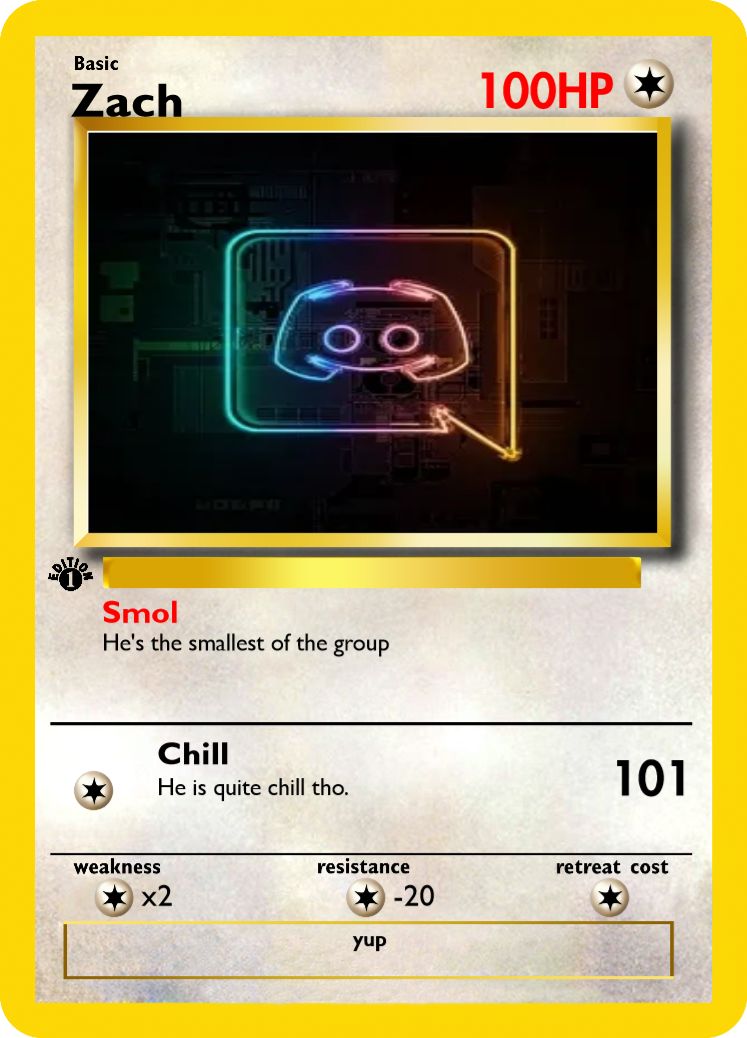 Basic
Zach
100HP
EDITION
1
Smol
He's the smallest of the group
Chill
He is quite chill tho.
101
weakness
resistance
retreat cost
x2
-20
yup